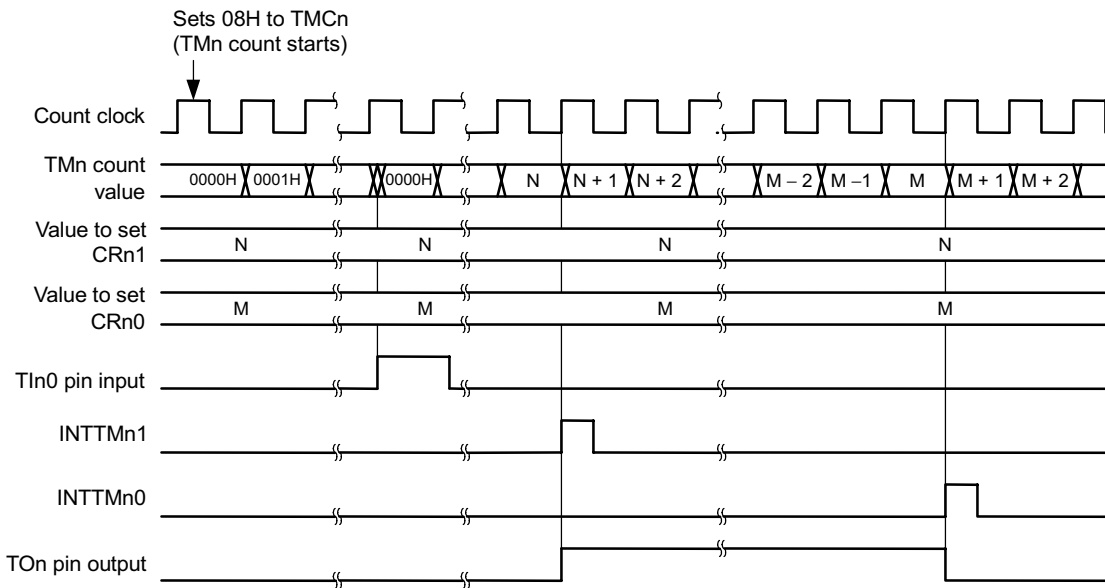 Sets 08H to TMCn
(TMn count starts)
Count clock
TMn count
value
0000H 0001H 0000H N N + 1 N + 2 M – 2 M –1 M M + 1 M + 2
Value to set
CRn1
N N N N
Value to set
CRn0
M M M M
TIn0 pin input
INTTMn1
INTTMn0
TOn pin output